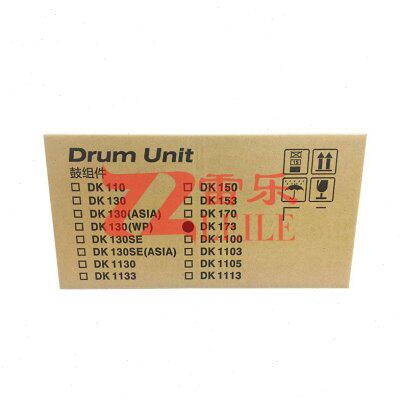 Drum Unit
鼓组件
DK 110
DK 130
DK 130(ASIA)
DK 130(WP)
DK 130SE
DK 130SE(ASIA)
DK 1130
DK 1133
DK 150
DK 153
DK 170
DK 173
DK 1100
DK 1103
DK 1105
DK 1113
雷乐